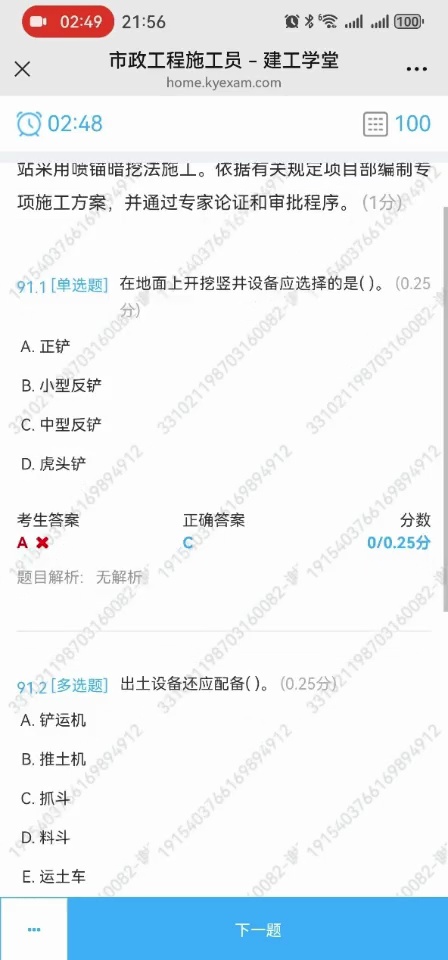 02:49 21:56 6 100
市政工程施工员 – 建工学堂
home.kyexam.com
02:48 100
站采用喷锚暗挖法施工。依据有关规定项目部编制专
项施工方案，并通过专家论证和审批程序。(1分)
91.1 [单选题] 在地面上开挖竖井设备应选择的是( )。(0.25
分)
A. 正铲
B. 小型反铲
C. 中型反铲
D. 虎头铲
考生答案 正确答案 分数
A ✖ C 0/0.25分
题目解析： 无解析
91.2 [多选题] 出土设备还应配备( )。(0.25分)
A. 铲运机
B. 推土机
C. 抓斗
D. 料斗
E. 运土车
... 下一题
331021198703160082-
1915403766169894912